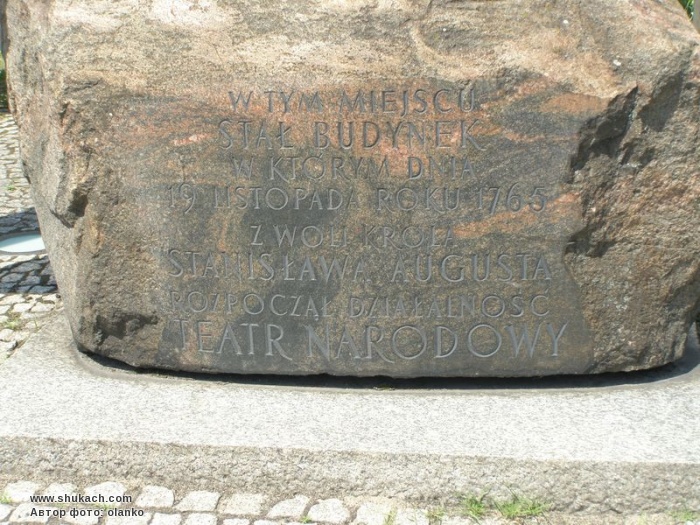 W TYM MIEJSCU
STAŁ BUDYNEK
W KTÓRYM DNIA
19 LISTOPADA ROKU 1765
Z WOLI KRÓLA
STANISŁAWA AUGUSTA
ROZPOCZĄŁ DZIAŁALNOŚĆ
TEATR NARODOWY
www.shukach.com
Автор фото: olanko